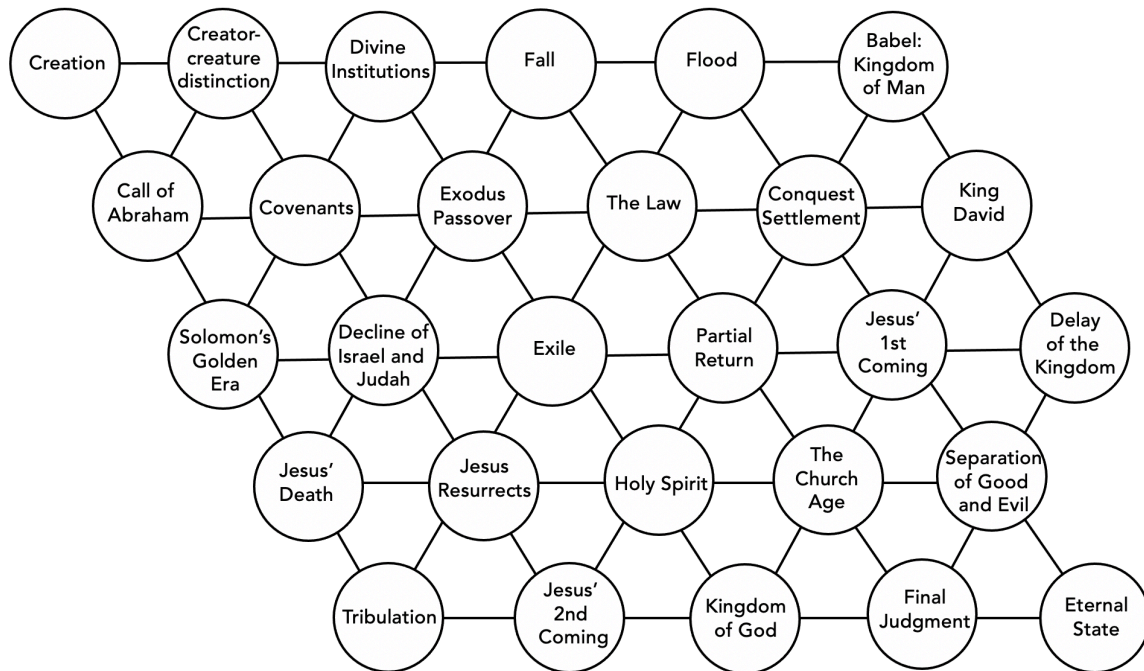 Creation
Creator-
creature
distinction
Divine
Institutions
Fall
Flood
Babel:
Kingdom
of Man
Call of
Abraham
Covenants
Exodus
Passover
The Law
Conquest
Settlement
King
David
Solomon's
Golden
Era
Decline of
Israel and
Judah
Exile
Partial
Return
Jesus'
1st
Coming
Delay
of the
Kingdom
Jesus'
Death
Jesus
Resurrects
Holy Spirit
The
Church
Age
Separation
of Good
and Evil
Tribulation
Jesus'
2nd
Coming
Kingdom
of God
Final
Judgment
Eternal
State